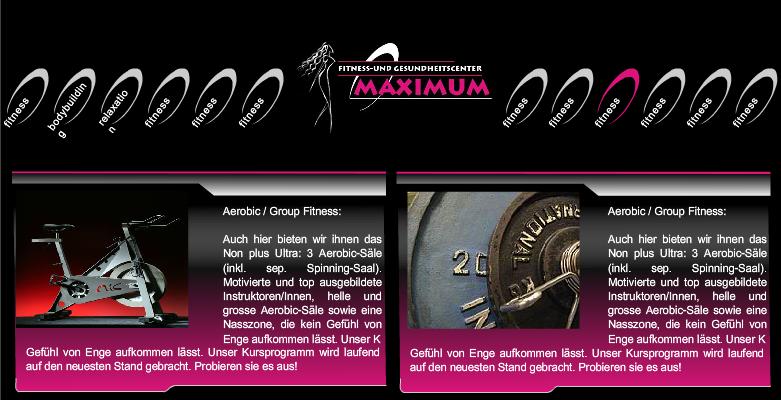 FITNESS-UND GESUNDHEITSCENTER
MAXIMUM
fitness
bodybuildin
g
relaxatio
n
fitness
fitness
fitness
fitness
fitness
fitness
fitness
fitness
fitness
Aerobic / Group Fitness:
Auch hier bieten wir ihnen das
Non plus Ultra: 3 Aerobic-Säle
(inkl. sep. Spinning-Saal).
Motivierte und top ausgebildete
Instruktoren/Innen, helle und
grosse Aerobic-Säle sowie eine
Nasszone, die kein Gefühl von
Enge aufkommen lässt. Unser K
Gefühl von Enge aufkommen lässt. Unser Kursprogramm wird laufend
auf den neuesten Stand gebracht. Probieren sie es aus!
20
KG
Aerobic / Group Fitness:
Auch hier bieten wir ihnen das
Non plus Ultra: 3 Aerobic-Säle
(inkl. sep. Spinning-Saal).
Motivierte und top ausgebildete
Instruktoren/Innen, helle und
grosse Aerobic-Säle sowie eine
Nasszone, die kein Gefühl von
Enge aufkommen lässt. Unser K
Gefühl von Enge aufkommen lässt. Unser Kursprogramm wird laufend
auf den neuesten Stand gebracht. Probieren sie es aus!